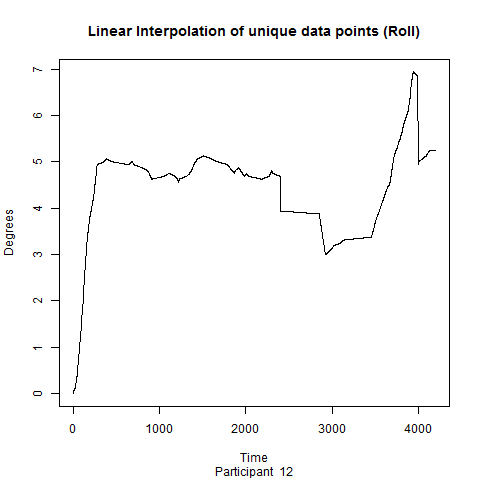 Linear Interpolation of unique data points (Roll)
7
6
5
4
3
2
1
0
Degrees
0 1000 2000 3000 4000
Time
Participant 12